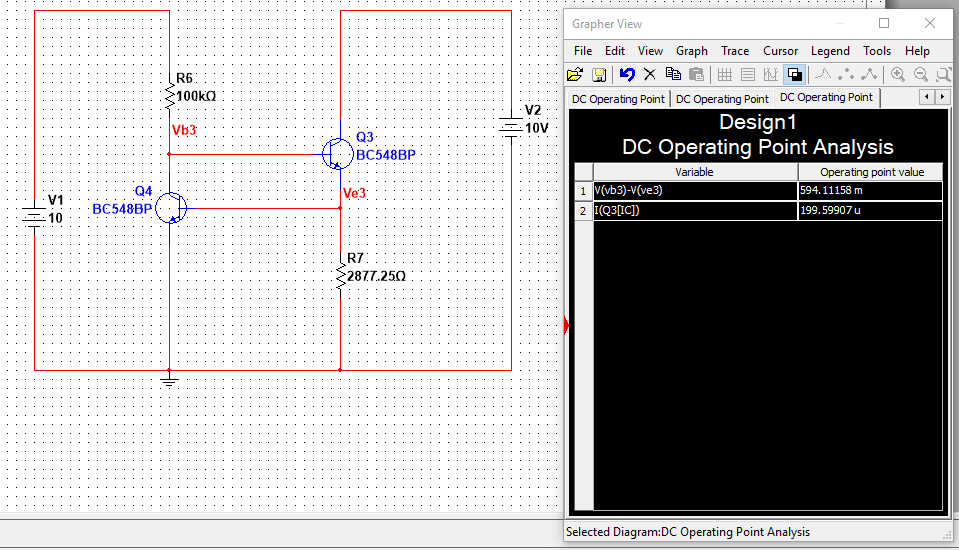 R6
100kΩ
Vb3
Q3
BC548BP
V2
10V
Q4
BC548BP
Ve3
V1
10
R7
2877.25Ω
Grapher View
File Edit View Graph Trace Cursor Legend Tools Help
DC Operating Point DC Operating Point DC Operating Point
Design1
DC Operating Point Analysis
Variable Operating point value
1 V(vb3)-V(ve3) 594.11158 m
2 I(Q3[IC]) 199.59907 u
Selected Diagram:DC Operating Point Analysis